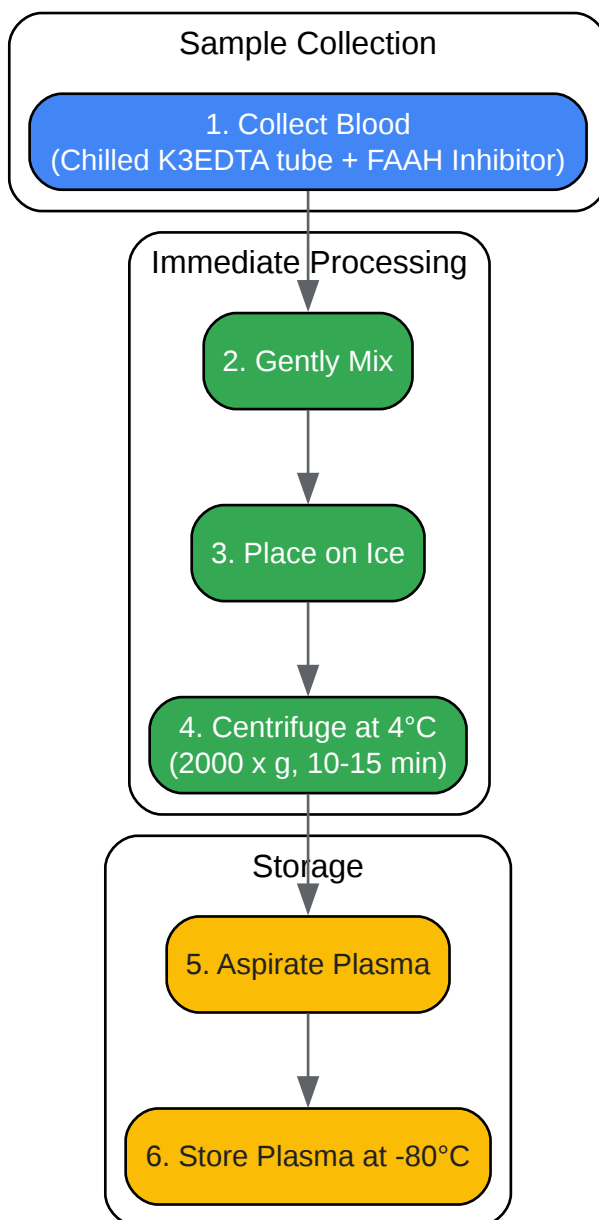 Sample Collection
1. Collect Blood
(Chilled K3EDTA tube + FAAH Inhibitor)
Immediate Processing
2. Gently Mix
3. Place on Ice
4. Centrifuge at 4°C
(2000 x g, 10-15 min)
Storage
5. Aspirate Plasma
6. Store Plasma at -80°C